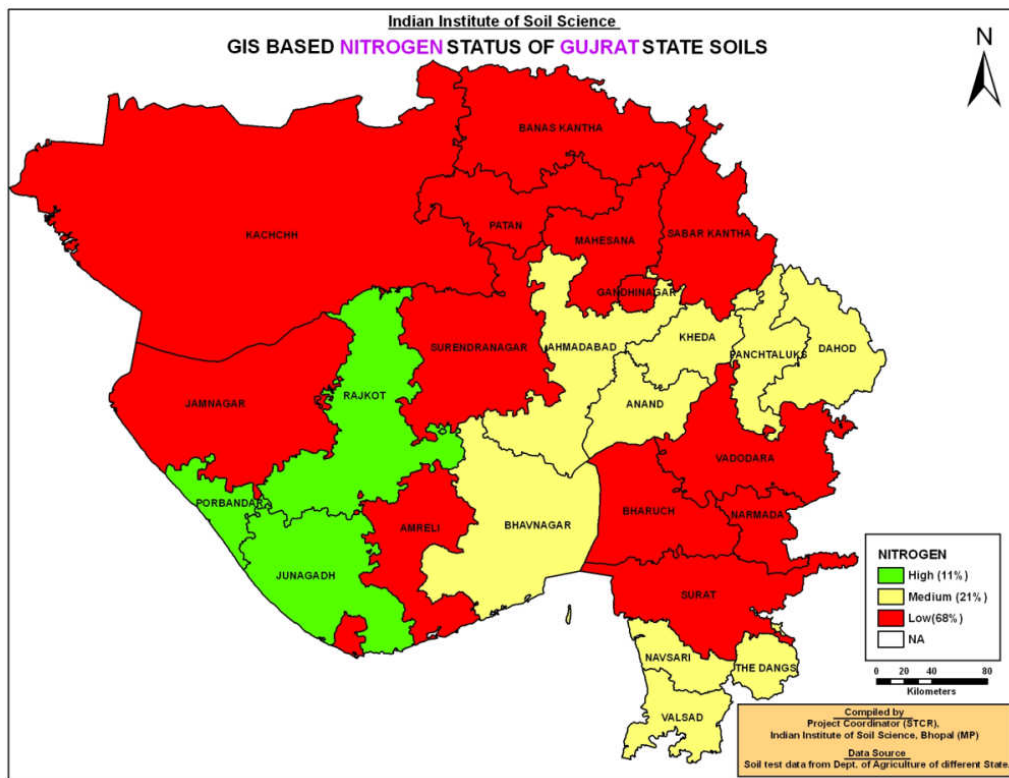 Indian Institute of Soil Science
GIS BASED NITROGEN STATUS OF GUJRAT STATE SOILS
N
BANAS KANTHA
PATAN
KACHCHH
MAHESANA
SABAR KANTHA
GANDHINAGAR
SURENDRANAGAR
AHMADABAD
KHEDA
PANCHTALUKS
DAHOD
JAMNAGAR
RAJKOT
ANAND
VADODARA
PORBANDAR
AMRELI
BHAVNAGAR
BHARUCH
NARMADA
JUNAGADH
SURAT
NAVSARI
THE DANGS
VALSAD
NITROGEN
High (11%)
Medium (21%)
Low(68%)
NA
0 20 40 80
Kilometers
Compiled by
Project Coordinator (STCR),
Indian Institute of Soil Science, Bhopal (MP)
Data Source
Soil test data from Dept. of Agriculture of different State.